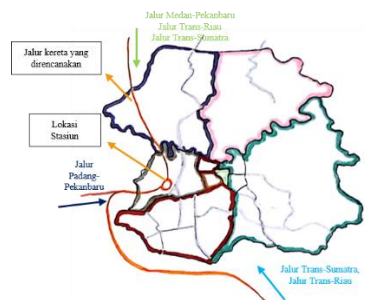 Jalur Medan-Pekanbaru
Jalur Trans-Riau
Jalur Trans-Sumatra
Jalur kereta yang
direncanakan
Lokasi
Stasiun
Jalur
Padang-
Pekanbaru
Jalur Trans-Sumatra,
Jalur Trans-Riau